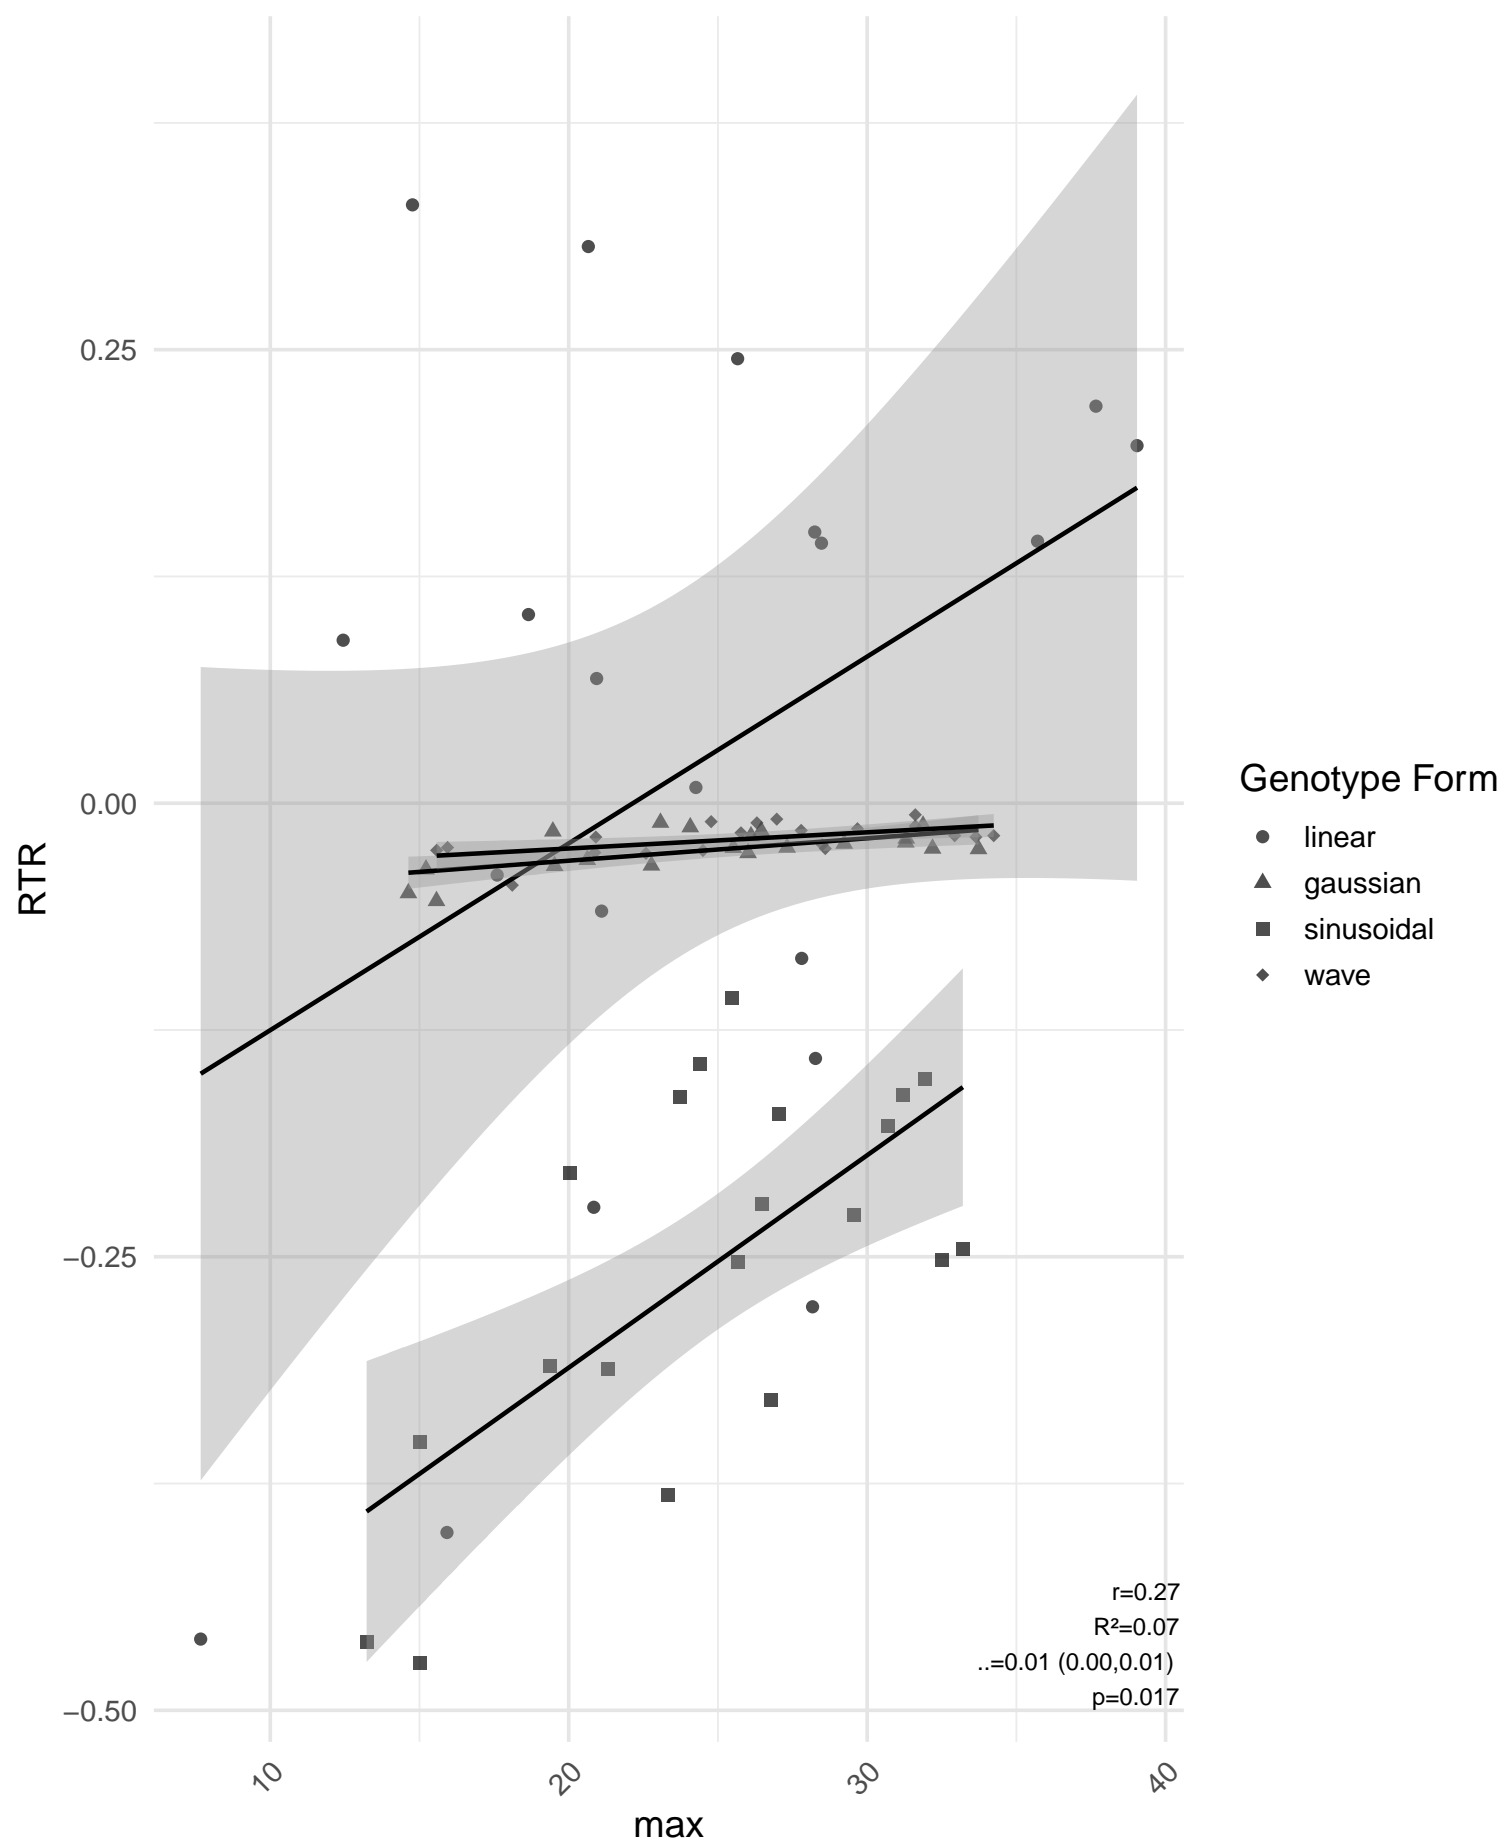 0.25
0.00
−0.25
−0.50
RTR
10
20
30
40
max
r=0.27
R²=0.07
..=0.01 (0.00,0.01)
p=0.017
Genotype Form
linear
gaussian
sinusoidal
wave